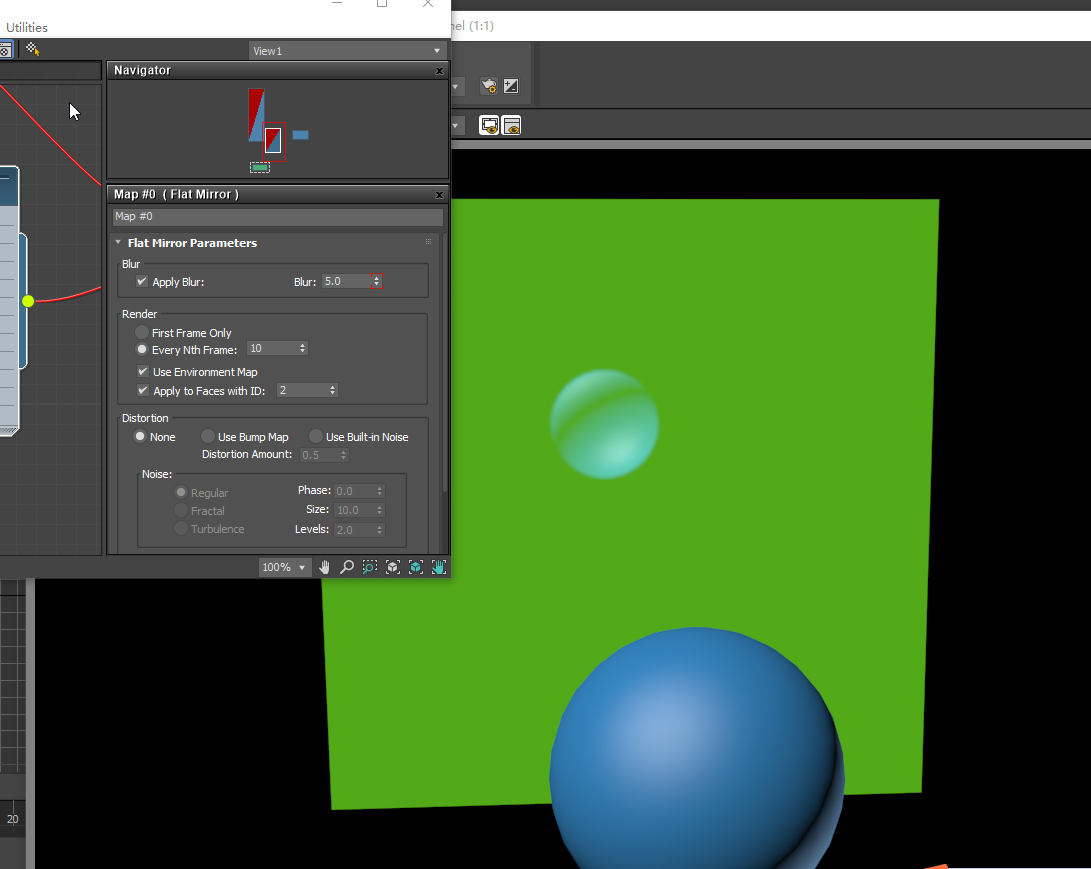 Utilities
nel (1:1)
View1
Navigator
Map #0 ( Flat Mirror )
Map #0
Flat Mirror Parameters
Blur
Apply Blur:
Blur: 5.0
Render
First Frame Only
Every Nth Frame: 10
Use Environment Map
Apply to Faces with ID: 2
Distortion
None Use Bump Map Use Built-in Noise
Distortion Amount: 0.5
Noise:
Regular Phase: 0.0
Fractal Size: 10.0
Turbulence Levels: 2.0
100%
20